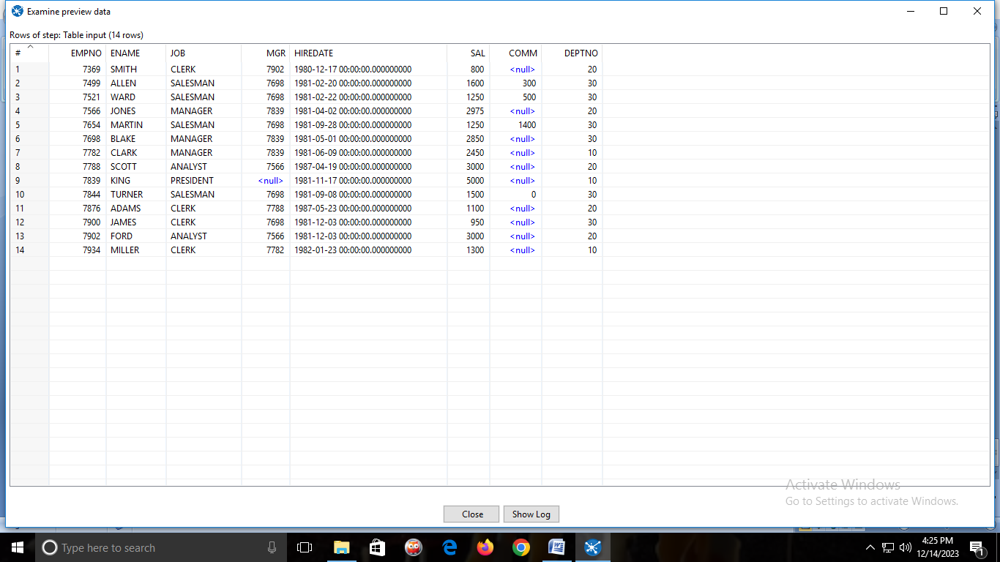 Examine preview data
Rows of step: Table input (14 rows)
# EMPNO ENAME JOB MGR HIREDATE SAL COMM DEPTNO
1 7369 SMITH CLERK 7902 1980-12-17 00:00:00.000000000 800 <null> 20
2 7499 ALLEN SALESMAN 7698 1981-02-20 00:00:00.000000000 1600 300 30
3 7521 WARD SALESMAN 7698 1981-02-22 00:00:00.000000000 1250 500 30
4 7566 JONES MANAGER 7839 1981-04-02 00:00:00.000000000 2975 <null> 20
5 7654 MARTIN SALESMAN 7698 1981-09-28 00:00:00.000000000 1250 1400 30
6 7698 BLAKE MANAGER 7839 1981-05-01 00:00:00.000000000 2850 <null> 30
7 7782 CLARK MANAGER 7839 1981-06-09 00:00:00.000000000 2450 <null> 10
8 7788 SCOTT ANALYST 7566 1987-04-19 00:00:00.000000000 3000 <null> 20
9 7839 KING PRESIDENT <null> 1981-11-17 00:00:00.000000000 5000 <null> 10
10 7844 TURNER SALESMAN 7698 1981-09-08 00:00:00.000000000 1500 0 30
11 7876 ADAMS CLERK 7788 1987-05-23 00:00:00.000000000 1100 <null> 20
12 7900 JAMES CLERK 7698 1981-12-03 00:00:00.000000000 950 <null> 30
13 7902 FORD ANALYST 7566 1981-12-03 00:00:00.000000000 3000 <null> 20
14 7934 MILLER CLERK 7782 1982-01-23 00:00:00.000000000 1300 <null> 10
Activate Windows
Go to Settings to activate Windows.
Close Show Log
Type here to search
4:25 PM
12/14/2023
1